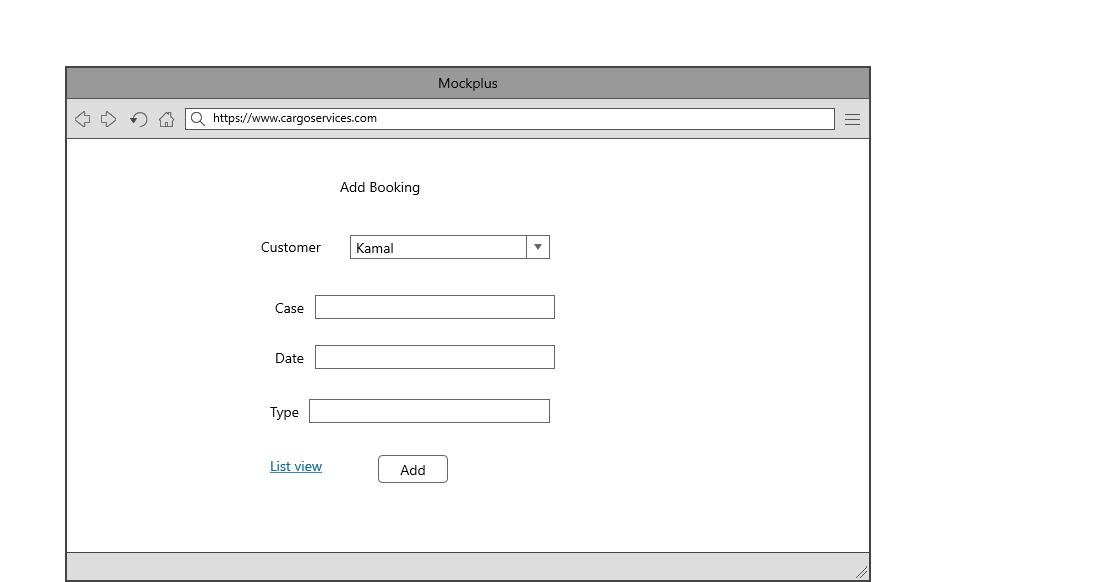 Mockplus
https://www.cargoservices.com
Add Booking
Customer Kamal
Case
Date
Type
List view Add